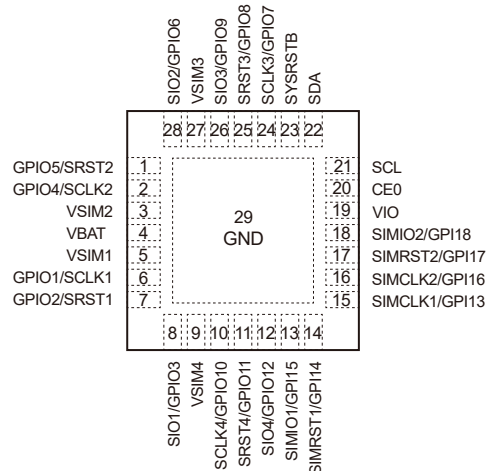 SIO2/GPIO6
VSIM3
SIO3/GPIO9
SRST3/GPIO8
SCLK3/GPIO7
SYSRSTB
SDA
28 27 26 25 24 23 22
GPIO5/SRST2 1
GPIO4/SCLK2 2
VSIM2 3
VBAT 4
VSIM1 5
GPIO1/SCLK1 6
GPIO2/SRST1 7
29
GND
21 SCL
20 CE0
19 VIO
18 SIMIO2/GPI18
17 SIMRST2/GPI17
16 SIMCLK2/GPI16
15 SIMCLK1/GPI13
8 9 10 11 12 13 14
SIO1/GPIO3
VSIM4
SCLK4/GPIO10
SRST4/GPIO11
SIO4/GPIO12
SIMIO1/GPI15
SIMRST1/GPI14